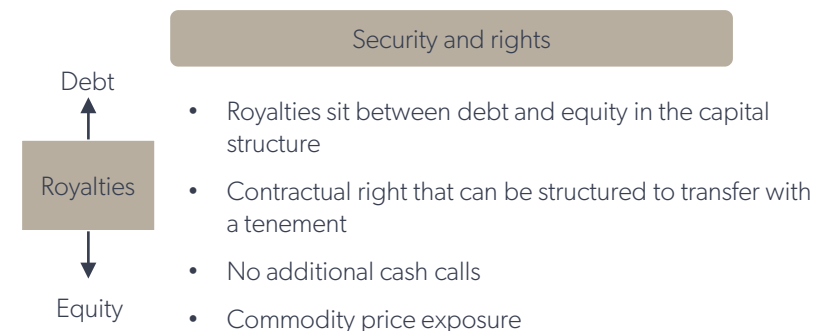 Security and rights
Debt
Royalties
Equity
• Royalties sit between debt and equity in the capital
structure
• Contractual right that can be structured to transfer with
a tenement
• No additional cash calls
• Commodity price exposure